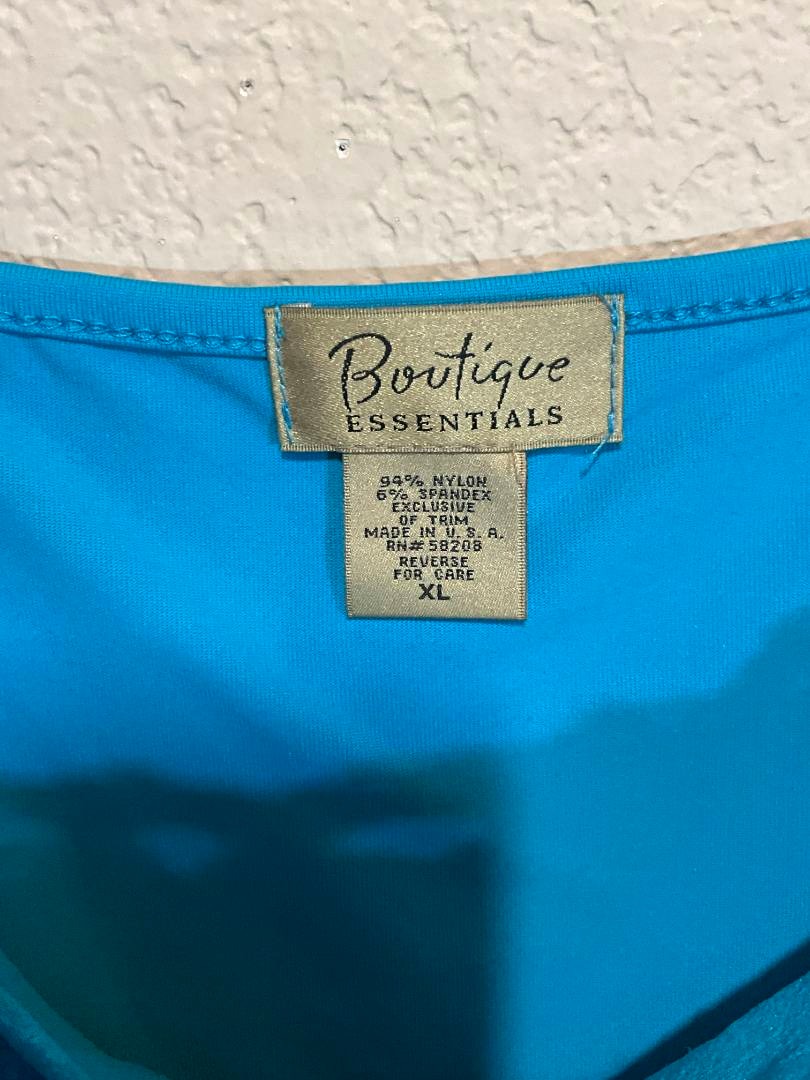 Boutique
ESSENTIALS
94% NYLON
6% SPANDEX
EXCLUSIVE
OF TRIM
MADE IN U.S.A.
RN# 58208
REVERSE
FOR CARE
XL